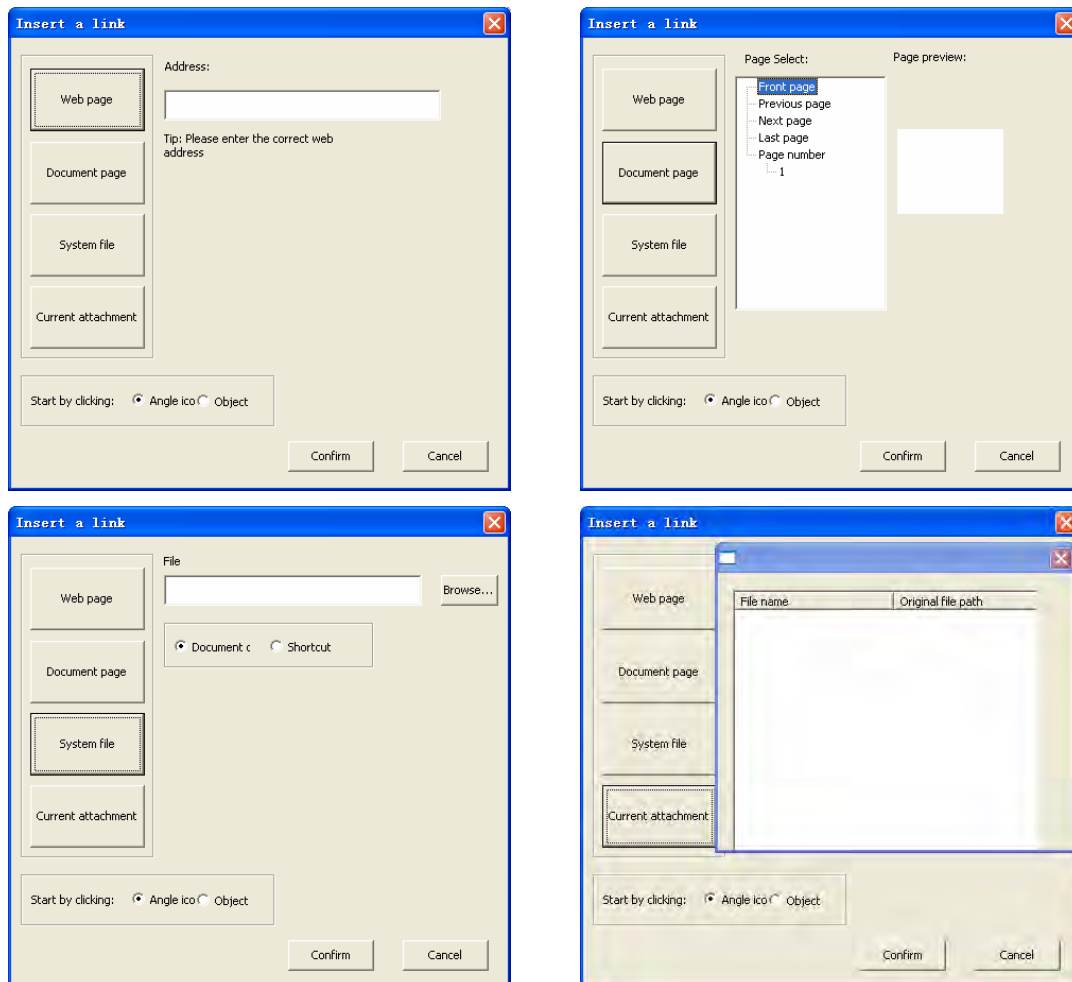 Insert a link
Web page
Document page
System file
Current attachment
Address:
Tip: Please enter the correct web
address
Start by clicking: Angle ico Object
Confirm Cancel
Insert a link
Web page
Document page
System file
Current attachment
Page Select:
Front page
Previous page
Next page
Last page
Page number
1
Page preview:
Start by clicking: Angle ico Object
Confirm Cancel
Insert a link
Web page
Document page
System file
Current attachment
File
Browse...
Document c Shortcut
Start by clicking: Angle ico Object
Confirm Cancel
Insert a link
Web page
Document page
System file
Current attachment
File name Original file path
Start by clicking: Angle ico Object
Confirm Cancel